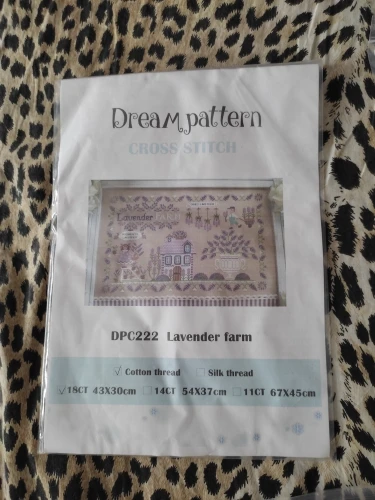 Dream pattern
CROSS STITCH
Lavender
DPC222 Lavender farm
√ Cotton thread Silk thread
√ 18CT 43X30cm 14CT 54X37cm 11CT 67X45cm